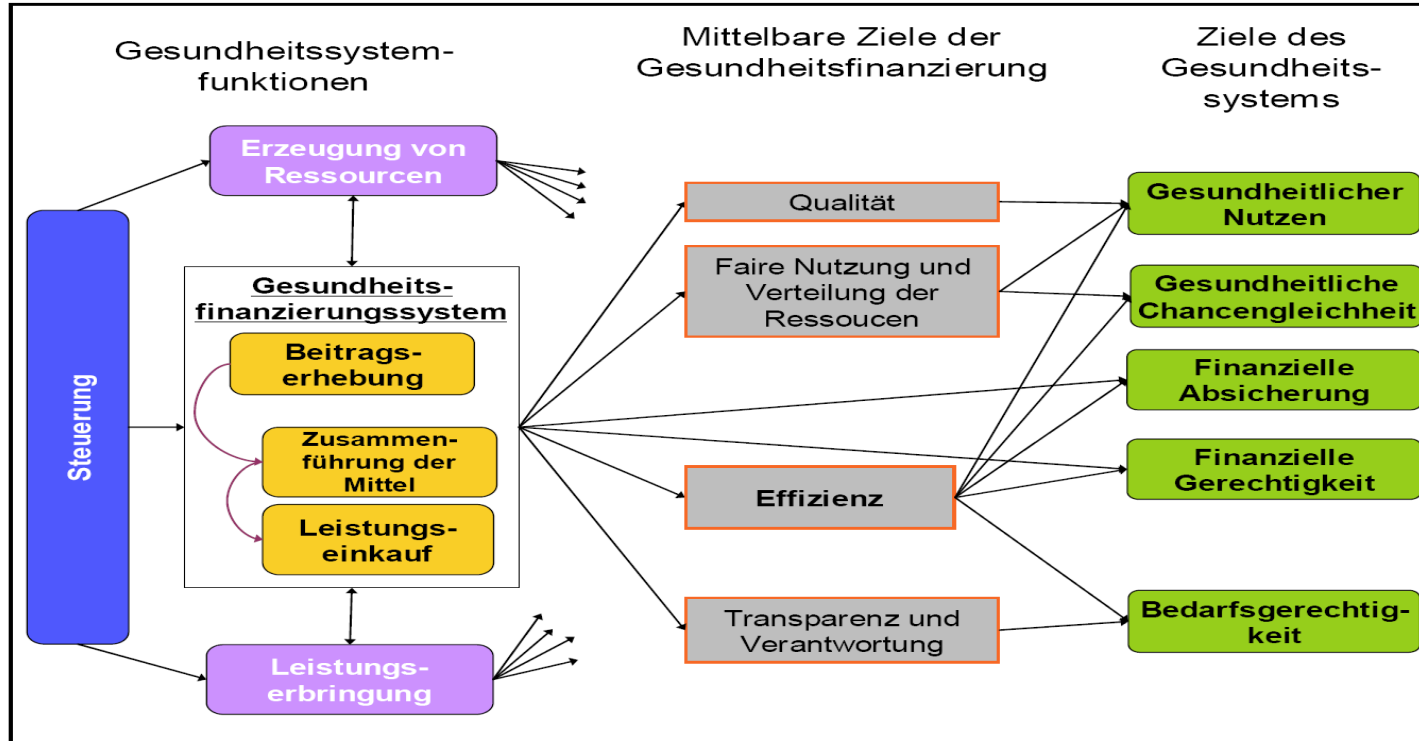 Gesundheitssystem-
funktionen
Mittelbare Ziele der
Gesundheitsfinanzierung
Ziele des
Gesundheits-
systems
Steuerung
Erzeugung von
Ressourcen
Gesundheits-
finanzierungssystem
Beitrags-
erhebung
Zusammen-
führung der
Mittel
Leistungs-
einkauf
Leistungs-
erbringung
Qualität
Faire Nutzung und
Verteilung der
Ressoucen
Effizienz
Transparenz und
Verantwortung
Gesundheitlicher
Nutzen
Gesundheitliche
Chancengleichheit
Finanzielle
Absicherung
Finanzielle
Gerechtigkeit
Bedarfsgerechtig-
keit